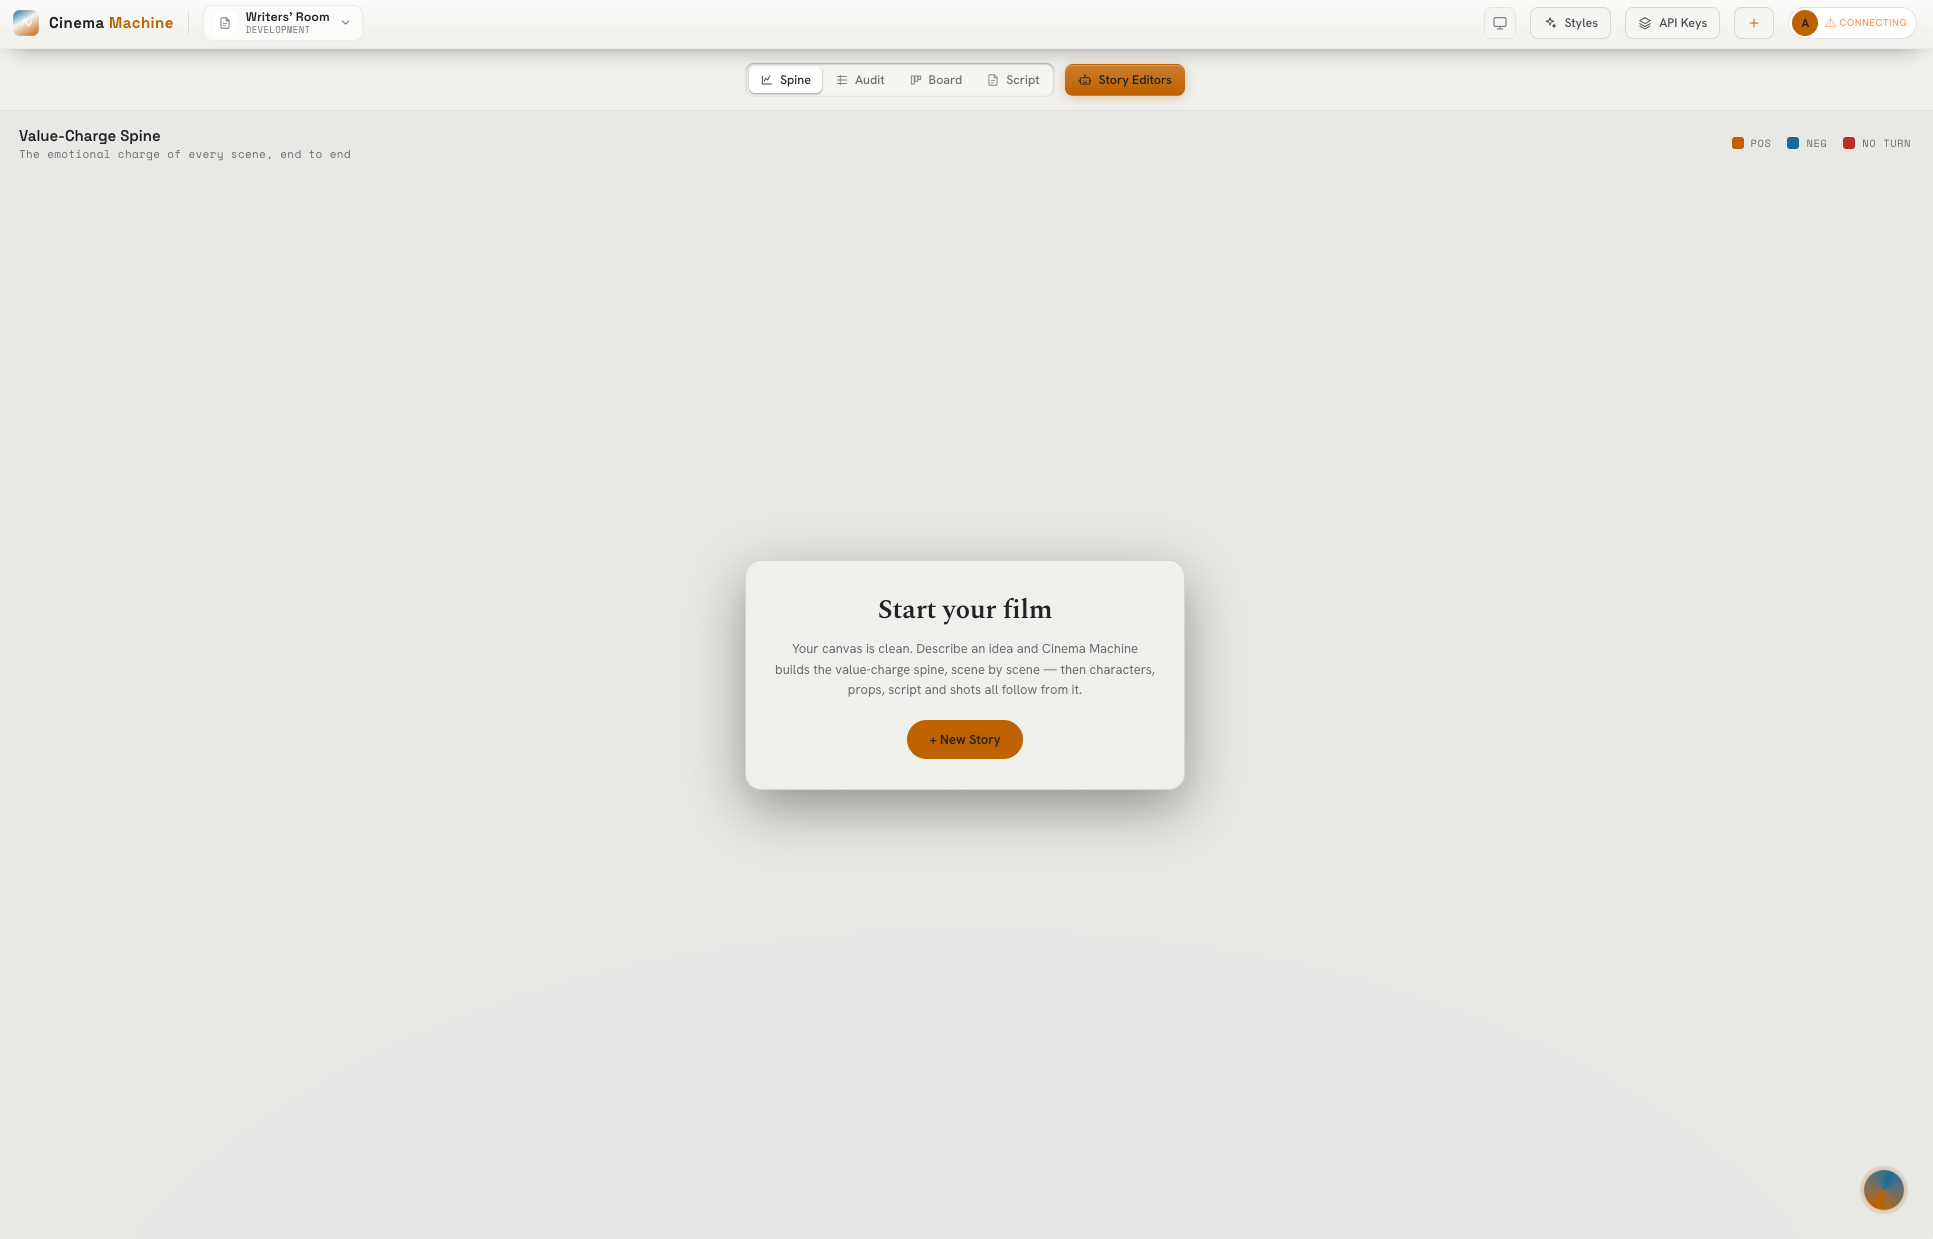 Cinema Machine
Writers' Room
DEVELOPMENT
Styles
API Keys
+
A
CONNECTING
Spine
Audit
Board
Script
Story Editors
Value-Charge Spine
The emotional charge of every scene, end to end
POS
NEG
NO TURN
Start your film
Your canvas is clean. Describe an idea and Cinema Machine
builds the value-charge spine, scene by scene — then characters,
props, script and shots all follow from it.
+ New Story